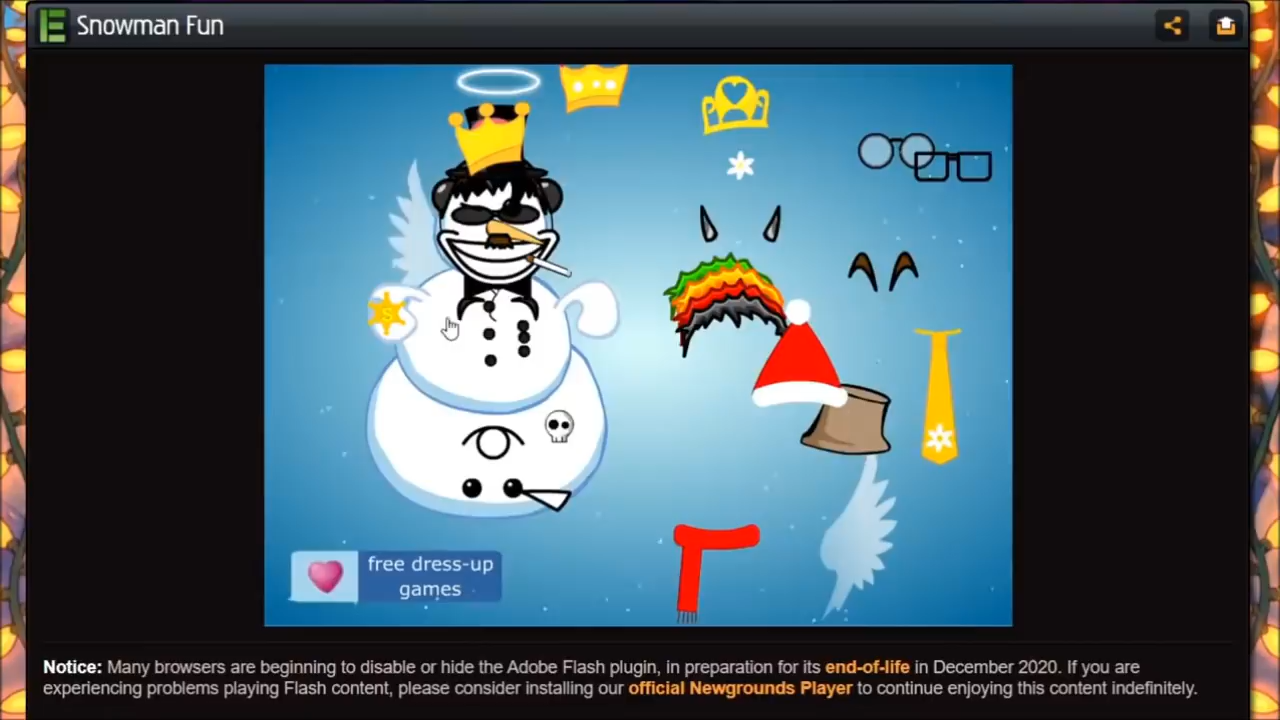 Snowman Fun
S
free dress-up
games
Notice: Many browsers are beginning to disable or hide the Adobe Flash plugin, in preparation for its end-of-life in December 2020. If you are
experiencing problems playing Flash content, please consider installing our official Newgrounds Player to continue enjoying this content indefinitely.